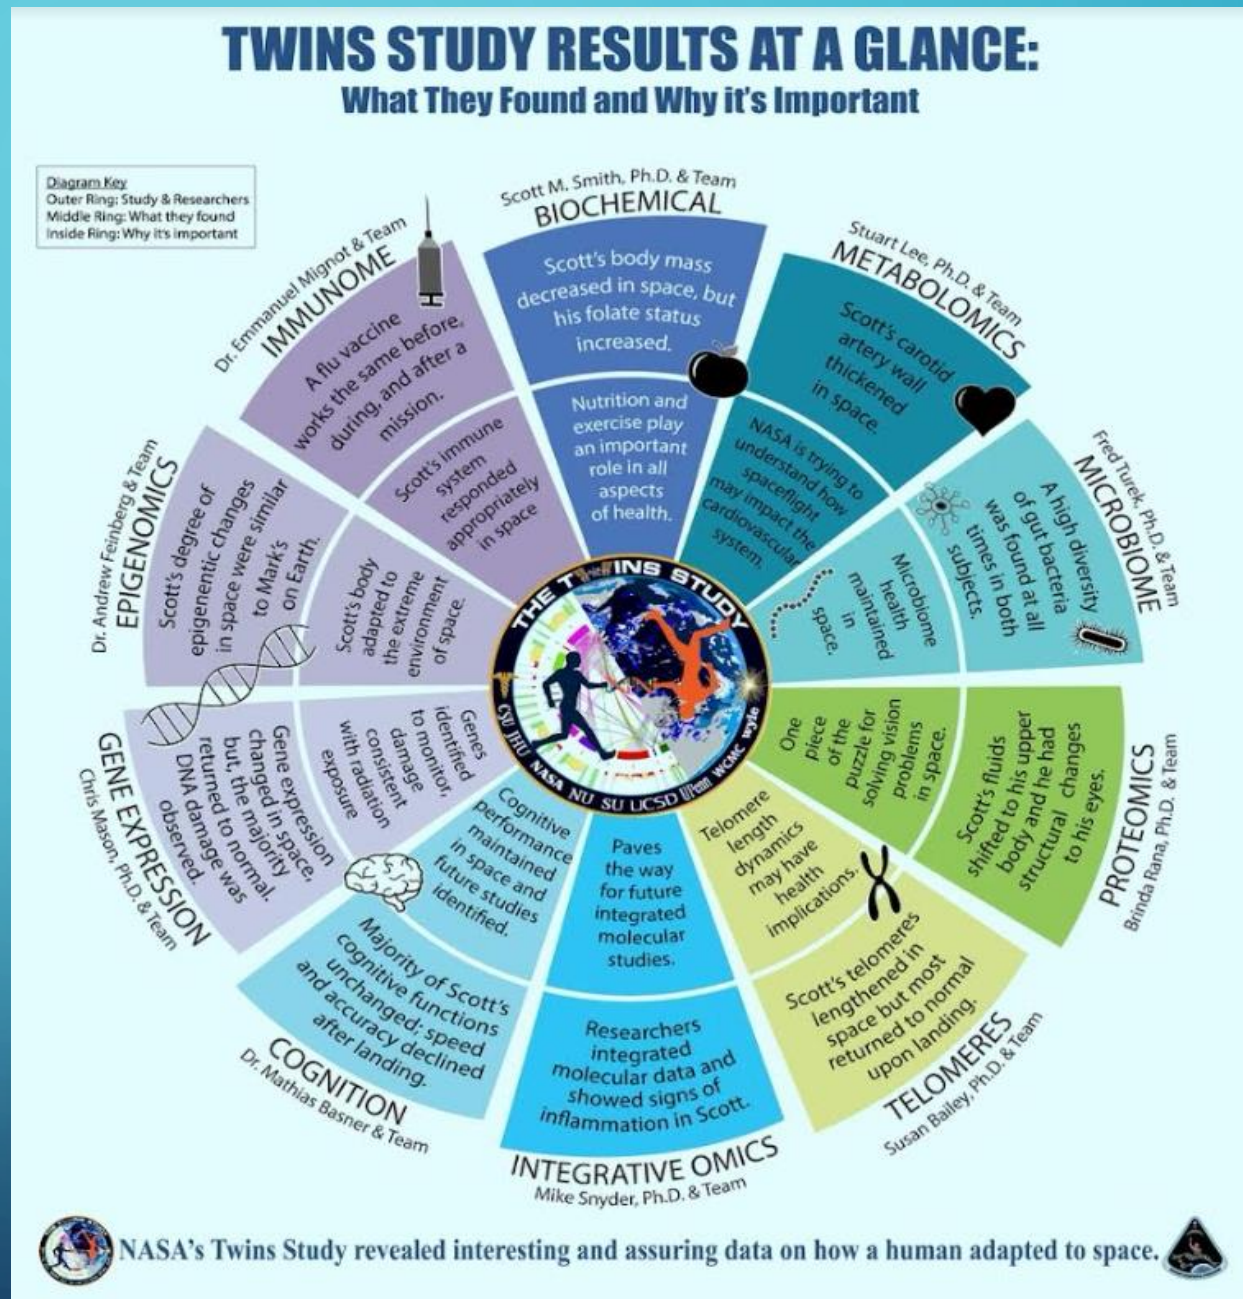 TWINS STUDY RESULTS AT A GLANCE:
What They Found and Why it's Important
Diagram Key
Outer Ring: Study & Researchers
Middle Ring: What they found
Inside Ring: Why it's important
Scott M. Smith, Ph.D. & Team
BIOCHEMICAL
Scott's body mass
decreased in space, but
his folate status
increased.
Nutrition and
exercise play
an important
role in all
aspects
of health.
Stuart Lee, Ph.D. & Team
METABOLOMICS
Scott's carotid
artery wall
thickened
in space.
NASA is trying to
understand how
spaceflight
may impact the
cardiovascular
system.
Fred Turek, Ph.D. & Team
MICROBIOME
A high diversity
of gut bacteria
was found at all
times in both
subjects.
Microbiome
health
maintained
in
space.
PROTEOMICS
Brinda Rana, Ph.D. & Team
Scott's fluids
shifted to his upper
body and he had
structural changes
to his eyes.
One
piece
of the
puzzle for
solving vision
problems
in space.
TELOMERES
Susan Bailey, Ph.D. & Team
Scott's telomeres
lengthened in
space but most
returned to normal
upon landing.
Telomere
length
dynamics
may have
health
implications.
INTEGRATIVE OMICS
Mike Snyder, Ph.D. & Team
Researchers
integrated
molecular data and
showed signs of
inflammation in Scott.
Paves
the way
for future
integrated
molecular
studies.
COGNITION
Dr. Mathias Basner & Team
Majority of Scott's
cognitive functions
unchanged; speed
and accuracy declined
after landing.
Cognitive
performance
maintained
in space and
future studies
identified.
GENE EXPRESSION
Chris Mason, Ph.D. & Team
Gene expression
changed in space,
but, the majority
returned to normal.
DNA damage was
observed.
Genes
identified
to monitor,
damage
consistent
with radiation
exposure
Dr. Andrew Feinberg & Team
EPIGENOMICS
Scott's degree of
epigenentic changes
in space were similar
to Mark's
on Earth.
Scott's body
adapted to
the extreme
environment
of space.
Dr. Emmanuel Mignot & Team
IMMUNOME
A flu vaccine
works the same before,
during, and after a
mission.
Scott's immune
system
responded
appropriately
in space
THE TWINS STUDY
CSU JHU NASA NU SU UCSD UPenn WCMC wyle
NASA's Twins Study revealed interesting and assuring data on how a human adapted to space.